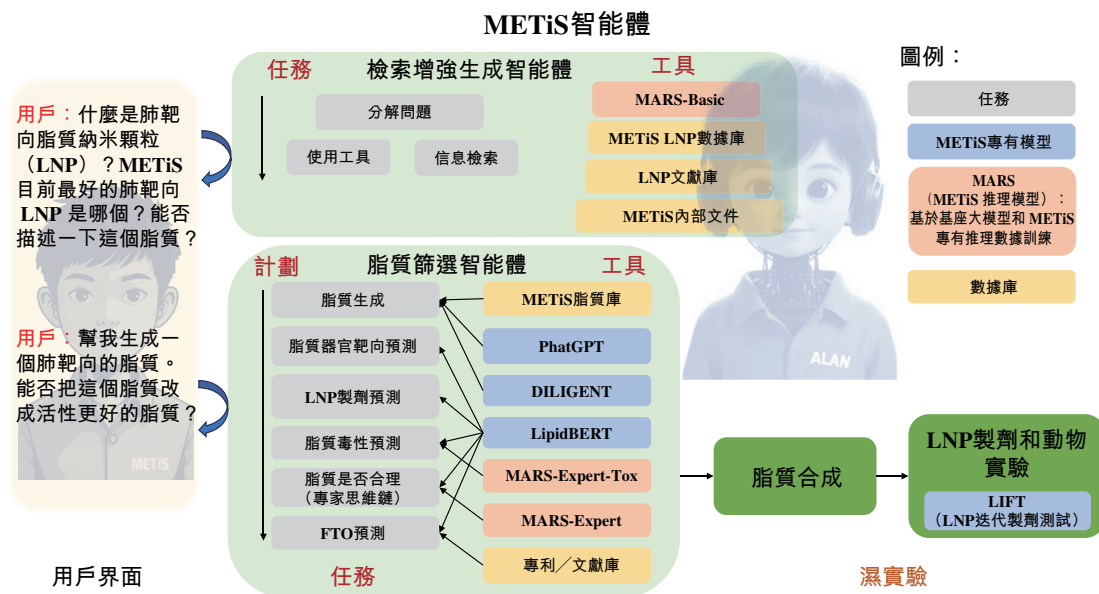 METiS智能體
任務
檢索增強生成智能體
工具
分解問題
使用工具
信息檢索
MARS-Basic
METiS LNP數據庫
LNP文獻庫
METiS內部文件
用戶：什麼是肺靶
向脂質納米顆粒
（LNP）？METiS
目前最好的肺靶向
LNP 是哪個？能否
描述一下這個脂質？
用戶：幫我生成一
個肺靶向的脂質。
能否把這個脂質改
成活性更好的脂質？
METiS
用戶界面
計劃
脂質篩選智能體
工具
脂質生成
脂質器官靶向預測
LNP製劑預測
脂質毒性預測
脂質是否合理
（專家思維鏈）
FTO預測
任務
METiS脂質庫
PhatGPT
DILIGENT
LipidBERT
MARS-Expert-Tox
MARS-Expert
專利／文獻庫
ALAN
圖例：
任務
METiS專有模型
MARS
（METiS 推理模型）：
基於基座大模型和 METiS
專有推理數據訓練
數據庫
脂質合成
LNP製劑和動物
實驗
LIFT
（LNP迭代製劑測試）
濕實驗